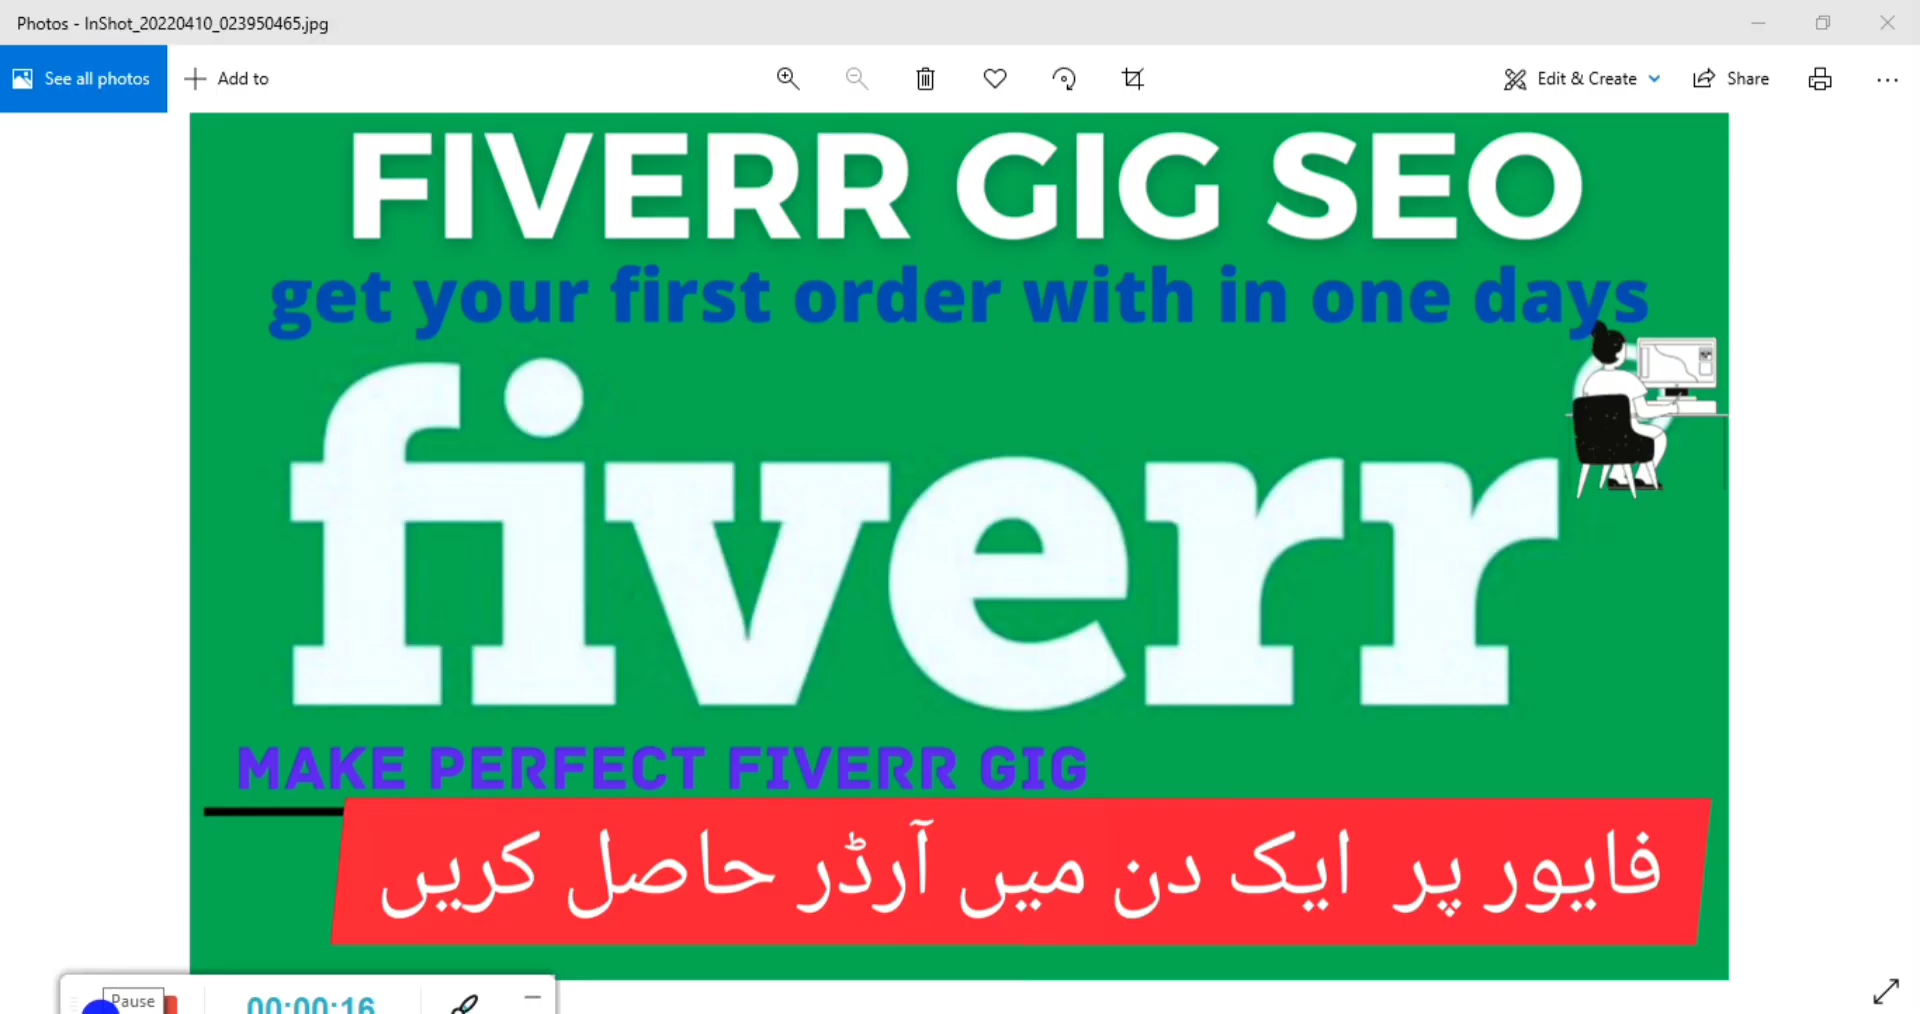 Photos - InShot_20220410_023950465.jpg
See all photos
Add to
Edit & Create
Share
FIVERR GIG SEO
get your first order with in one days
fiverr
MAKE PERFECT FIVERR GIG
فایور پر ایک دن میں آرڈر حاصل کریں
Pause
00:00:16